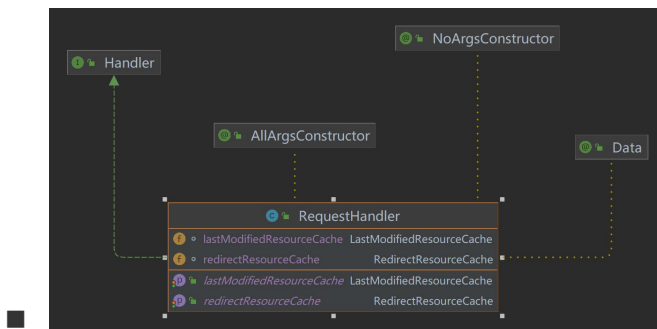 NoArgsConstructor
Handler
AllArgsConstructor
Data
RequestHandler
lastModifiedResourceCache LastModifiedResourceCache
redirectResourceCache RedirectResourceCache
lastModifiedResourceCache LastModifiedResourceCache
redirectResourceCache RedirectResourceCache